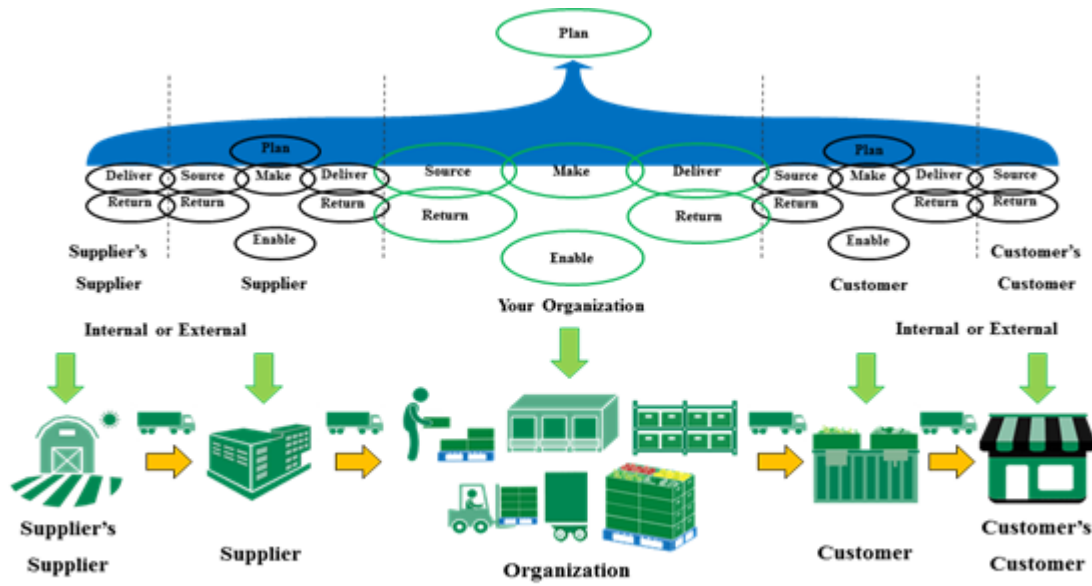 Plan
Plan
Plan
Deliver
Source
Make
Deliver
Source
Make
Deliver
Source
Make
Deliver
Source
Return
Return
Return
Return
Return
Return
Return
Return
Enable
Enable
Enable
Supplier's
Supplier
Supplier
Your Organization
Customer
Customer's
Customer
Internal or External
Internal or External
Supplier's
Supplier
Supplier
Organization
Customer
Customer's
Customer